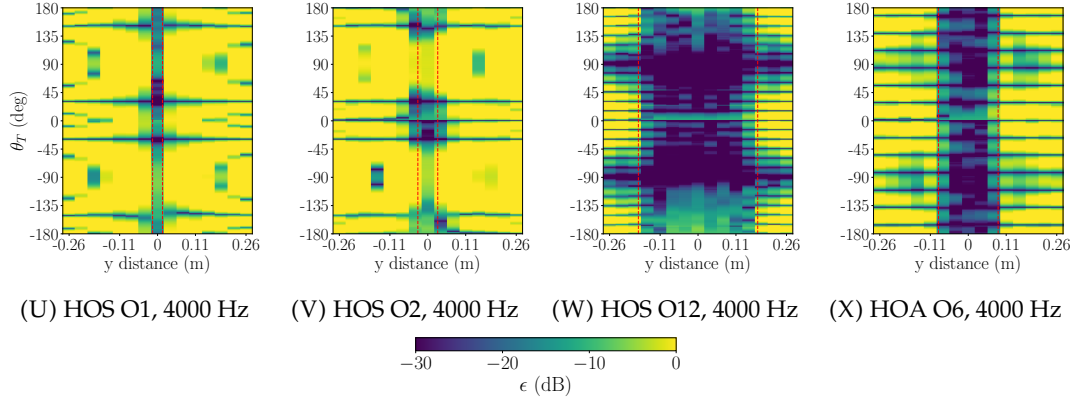 180 180 180 180
135 135 135 135
90 90 90 90
45 45 45 45
0 0 0 0
-45 -45 -45 -45
-90 -90 -90 -90
-135 -135 -135 -135
-180 -180 -180 -180
θ_T (deg)
-0.26 -0.11 0 0.11 0.26 -0.26 -0.11 0 0.11 0.26 -0.26 -0.11 0 0.11 0.26 -0.26 -0.11 0 0.11 0.26
y distance (m) y distance (m) y distance (m) y distance (m)
(U) HOS O1, 4000 Hz (V) HOS O2, 4000 Hz (W) HOS O12, 4000 Hz (X) HOA O6, 4000 Hz
−30 −20 −10 0
ϵ (dB)